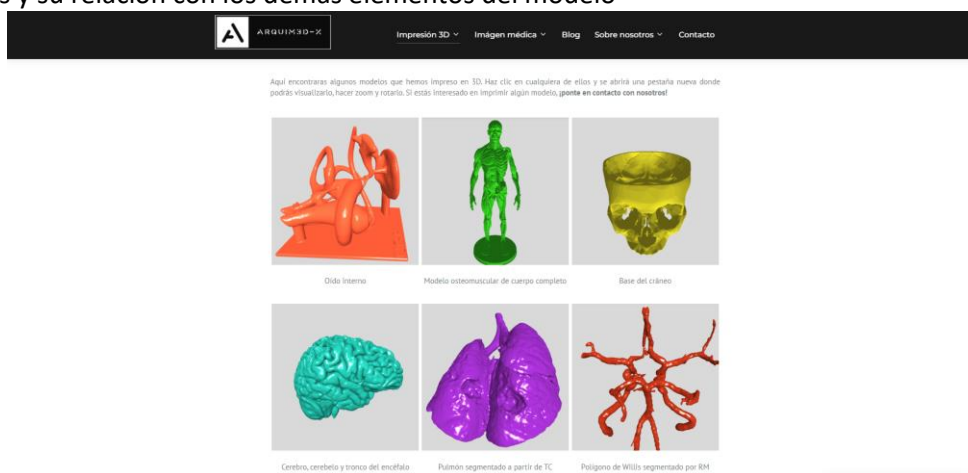 s y su relación con los demás elementos del modelo
ARQUIM3D-X
Impresión 3D Imágen médica Blog Sobre nosotros Contacto
Aquí encontraras algunos modelos que hemos impreso en 3D. Haz clic en cualquiera de ellos y se abrirá una pestaña nueva donde
podrás visualizarlo, hacer zoom y rotarlo. Si estás interesado en imprimir algún modelo, ¡ponte en contacto con nosotros!
Oído interno Modelo osteomuscular de cuerpo completo Base del cráneo
Cerebro, cerebelo y tronco del encéfalo Pulmón segmentado a partir de TC Polígono de Willis segmentado por RM